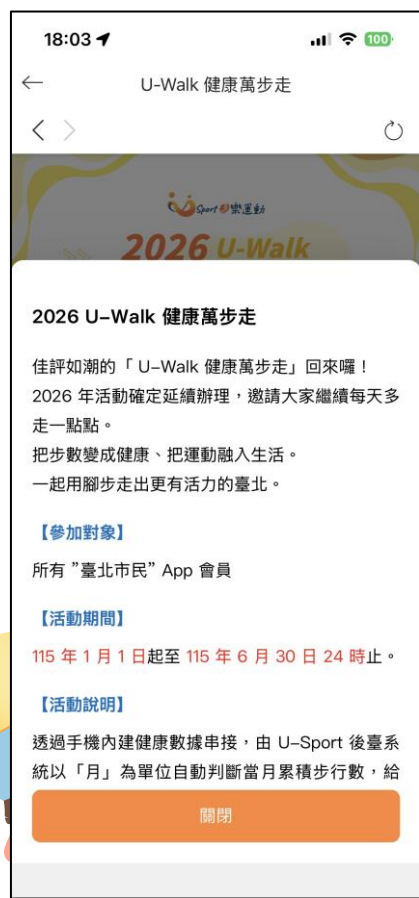 18:03
100
U-Walk 健康萬步走
Sport 樂運動
2026 U-Walk
2026 U-Walk 健康萬步走
佳評如潮的「 U-Walk 健康萬步走」回來囉！
2026 年活動確定延續辦理，邀請大家繼續每天多
走一點點。
把步數變成健康、把運動融入生活。
一起用腳步走出更有活力的臺北。
【參加對象】
所有 ”臺北市民” App 會員
【活動期間】
115 年 1 月 1 日起至 115 年 6 月 30 日 24 時止。
【活動說明】
透過手機內建健康數據串接，由 U-Sport 後臺系
統以「月」為單位自動判斷當月累積步行數，給
關閉